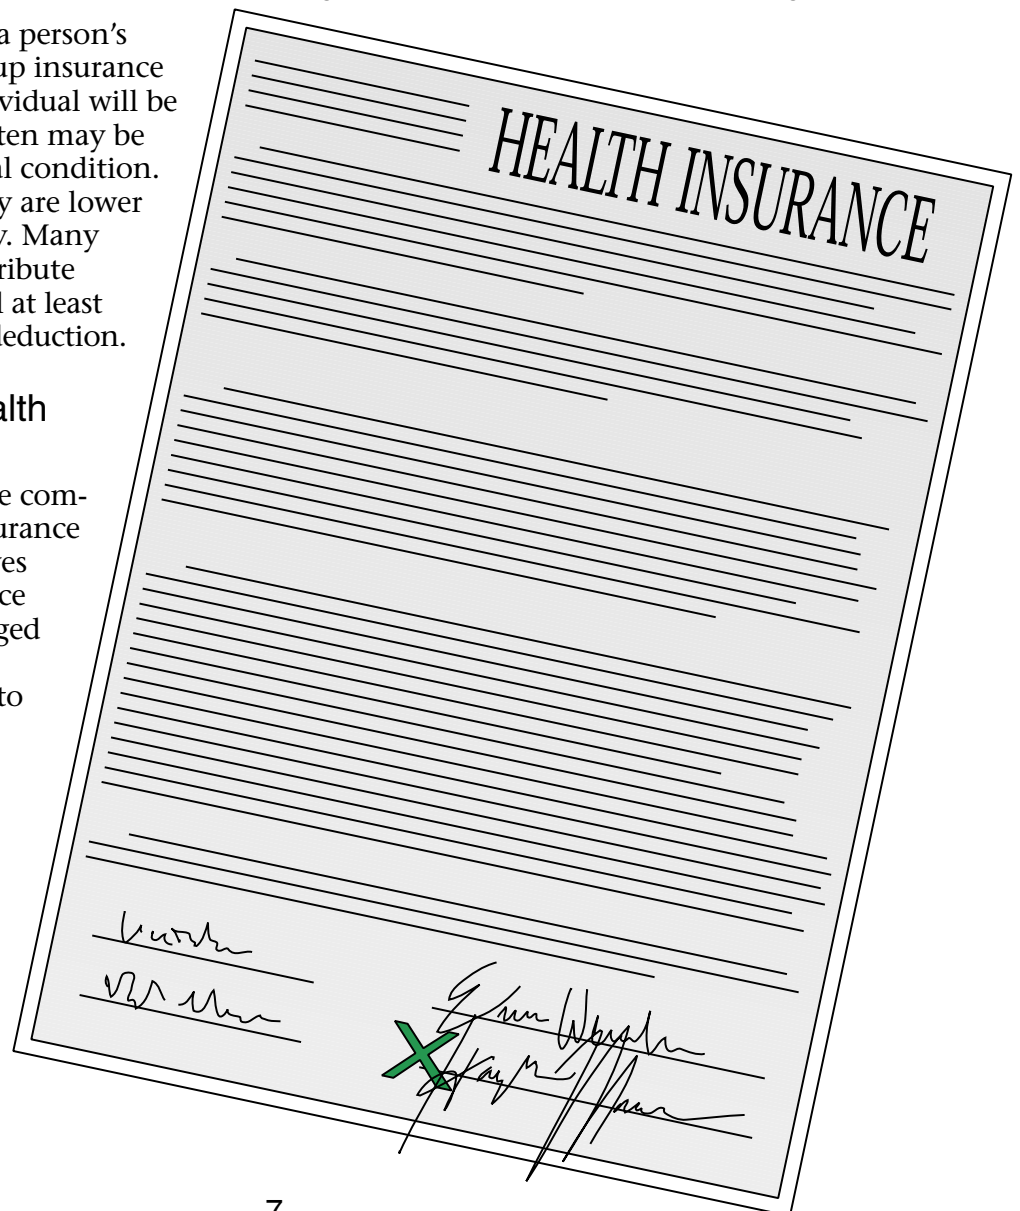 a person's
up insurance
vidual will be
ten may be
al condition.
y are lower
y. Many
ribute
l at least
deduction.
alth
e com-
urance
ves
ce
ged
to
HEALTH INSURANCE
7